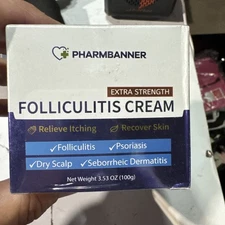 PHARMBANNER
EXTRA STRENGTH
FOLLICULITIS CREAM
Relieve Itching Recover Skin
✓Folliculitis ✓Psoriasis
✓Dry Scalp ✓Seborrheic Dermatitis
Net Weight 3.53 OZ (100g)